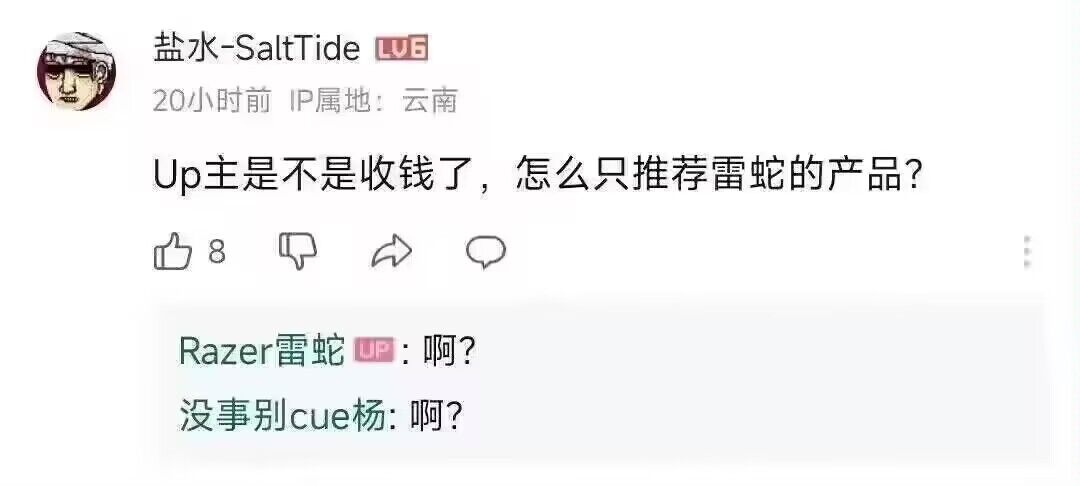 盐水-SaltTide LV6
20小时前 IP属地：云南
Up主是不是收钱了，怎么只推荐雷蛇的产品？
8
Razer雷蛇 UP：啊？
没事别cue杨：啊？